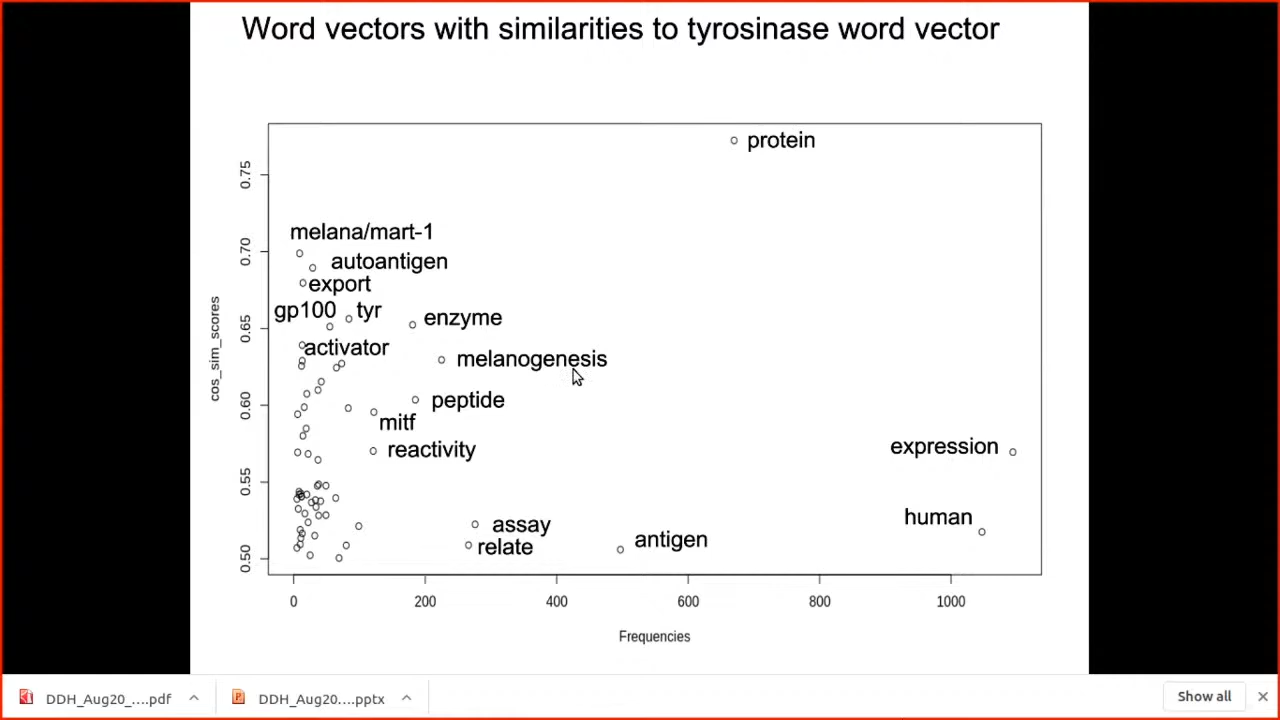 Word vectors with similarities to tyrosinase word vector
protein
0.75
melana/mart-1
0.70
autoantigen
export
gp100 tyr
enzyme
0.65
activator
melanogenesis
cos_sim_scores
peptide
0.60
mitf
expression
reactivity
0.55
human
assay
antigen
relate
0.50
0 200 400 600 800 1000
Frequencies
DDH_Aug20_....pdf
DDH_Aug20....pptx
Show all